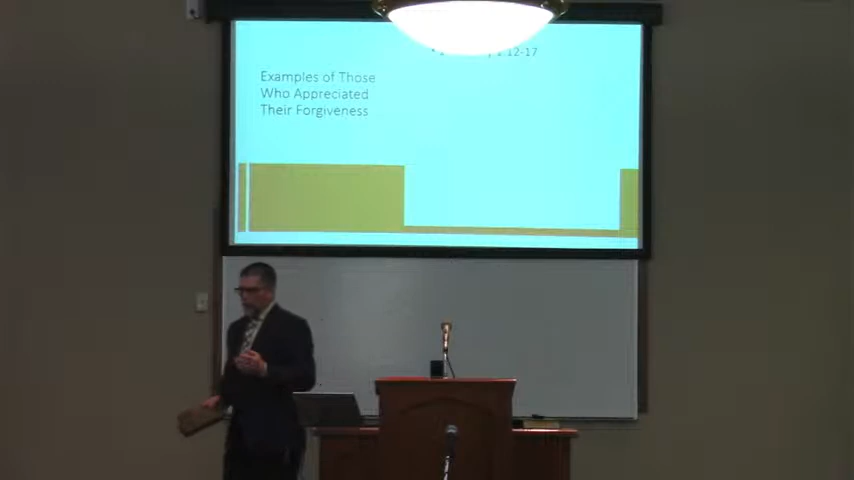 Examples of Those
Who Appreciated
Their Forgiveness
12-17